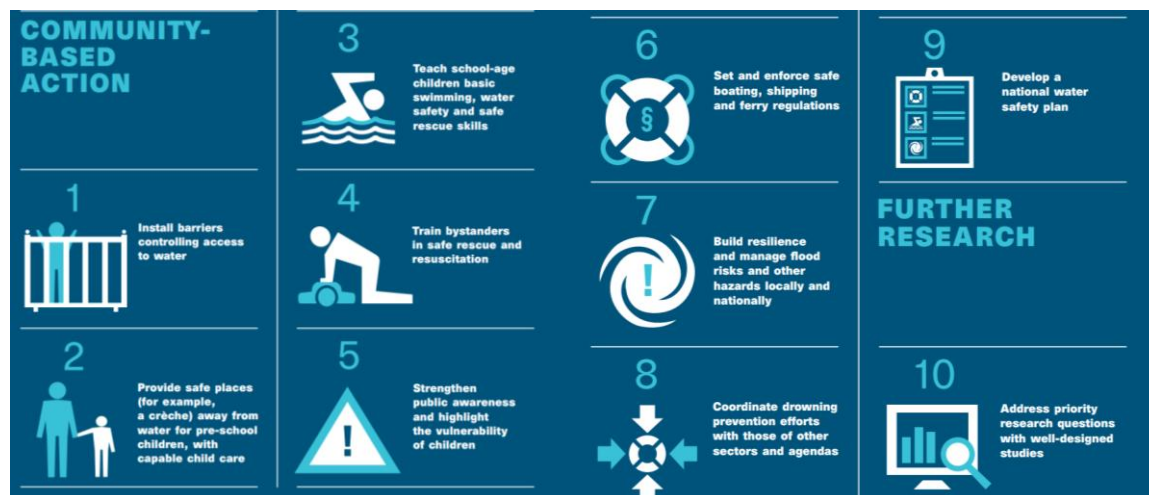 COMMUNITY-
BASED
ACTION
1
Install barriers
controlling access
to water
2
Provide safe places
(for example,
a crèche) away from
water for pre-school
children, with
capable child care
3
Teach school-age
children basic
swimming, water
safety and safe
rescue skills
4
Train bystanders
in safe rescue and
resuscitation
5
!
Strengthen
public awareness
and highlight
the vulnerability
of children
6
§
Set and enforce safe
boating, shipping
and ferry regulations
7
!
Build resilience
and manage flood
risks and other
hazards locally and
nationally
8
Coordinate drowning
prevention efforts
with those of other
sectors and agendas
9
Develop a
national water
safety plan
FURTHER
RESEARCH
10
Address priority
research questions
with well-designed
studies